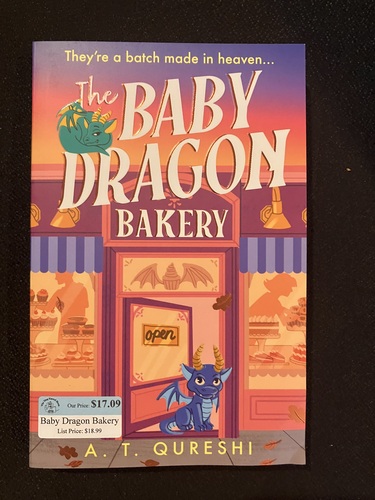 They're a batch made in heaven...
The
BABY
DRAGON
BAKERY
open
Our Price: $17.09
Baby Dragon Bakery
List Price: $18.99
A. T. QURESHI